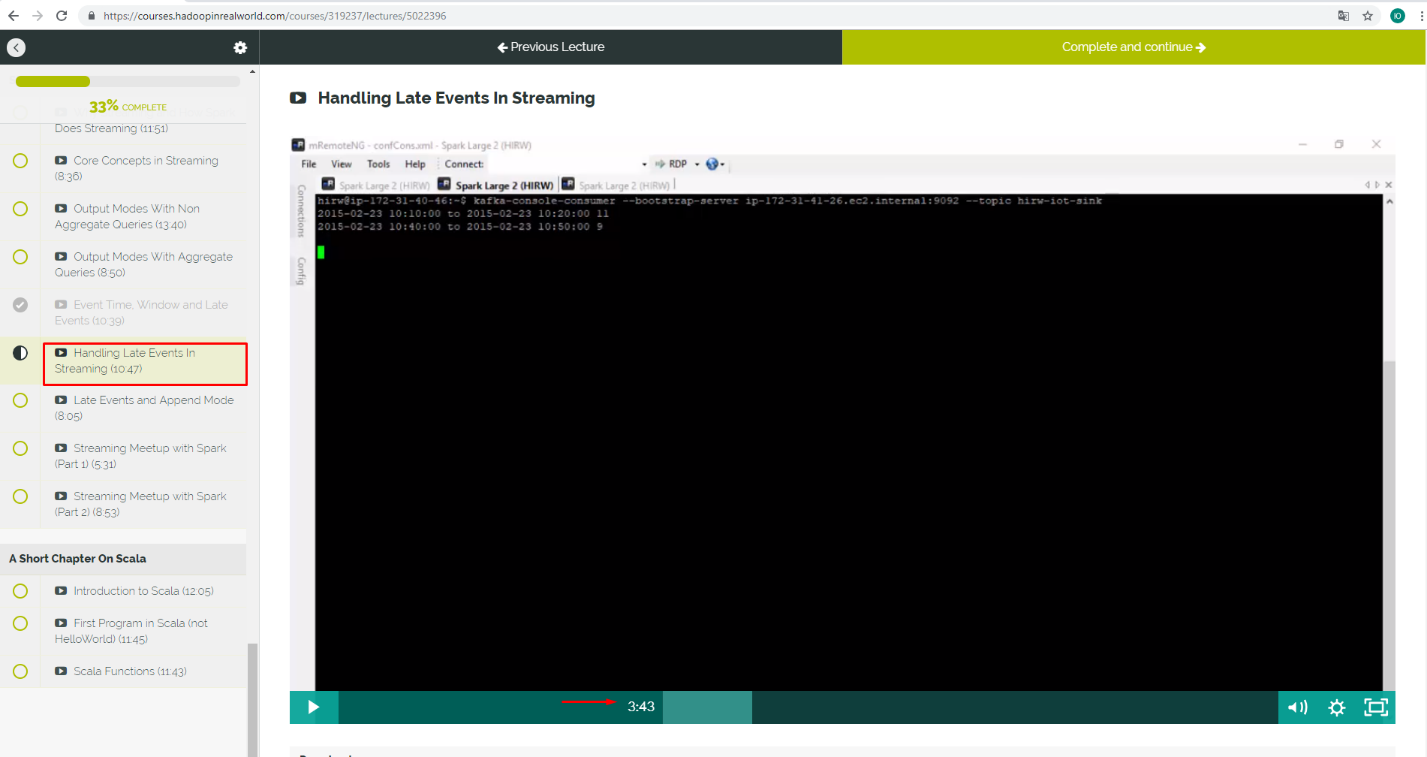 https://courses.hadoopinrealworld.com/courses/319237/lectures/5022396
IO
Previous Lecture
Complete and continue
33% COMPLETE
Does Streaming (11:51)
Core Concepts in Streaming
(8:36)
Output Modes With Non
Aggregate Queries (13:40)
Output Modes With Aggregate
Queries (8:50)
Event Time, Window and Late
Events (10:39)
Handling Late Events In
Streaming (10:47)
Late Events and Append Mode
(8:05)
Streaming Meetup with Spark
(Part 1) (5:31)
Streaming Meetup with Spark
(Part 2) (8:53)
A Short Chapter On Scala
Introduction to Scala (12:05)
First Program in Scala (not
HelloWorld) (11:45)
Scala Functions (11:43)
Handling Late Events In Streaming
mRemoteNG - confCons.xml - Spark Large 2 (HIRW)
File View Tools Help Connect: RDP
Spark Large 2 (HIRW) Spark Large 2 (HIRW) Spark Large 2 (HIRW)
Connections
Config
hirw@ip-172-31-40-46:~$ kafka-console-consumer --bootstrap-server ip-172-31-41-26.ec2.internal:9092 --topic hirw-iot-sink
2015-02-23 10:10:00 to 2015-02-23 10:20:00 11
2015-02-23 10:40:00 to 2015-02-23 10:50:00 9
3:43